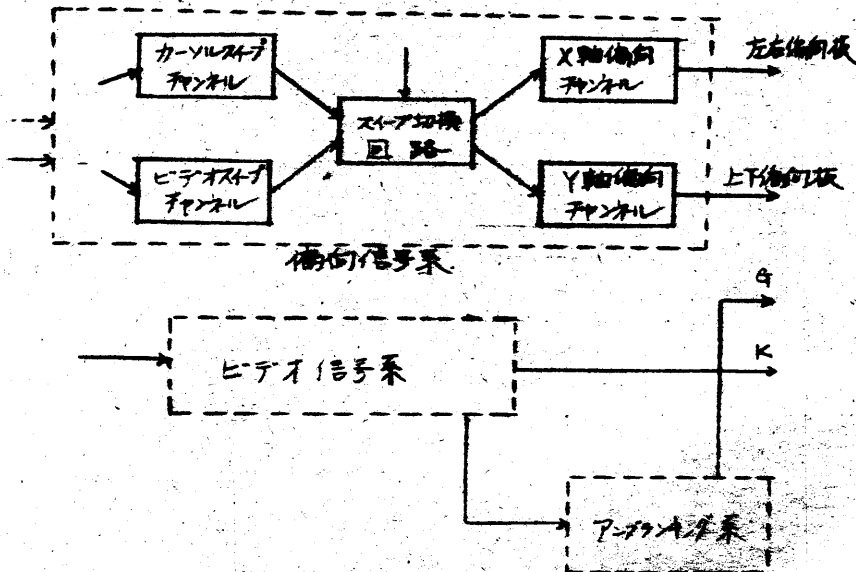 カーソルスイープ
チャンネル
X軸偏向
チャンネル
左右偏向板
スイープ切換
回路
ビデオスイープ
チャンネル
Y軸偏向
チャンネル
上下偏向板
偏向信号系
G
K
ビデオ信号系
アンブランキング系